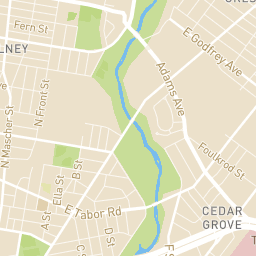 Fern St
LNEY
E Godfrey Ave
Adams Ave
N Front St
N Mascher St
Foulkrod St
Ella St
B St
A St
E Tabor Rd
CEDAR
GROVE
D St